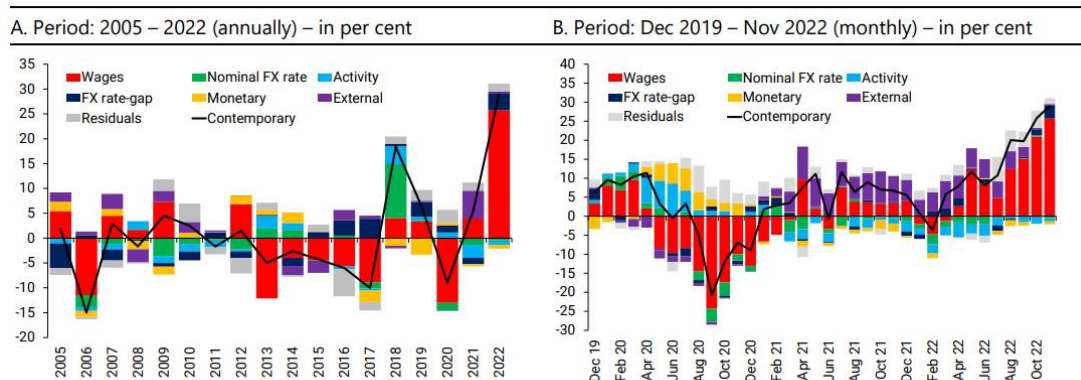 A. Period: 2005 – 2022 (annually) – in per cent
35
30
25
20
15
10
5
0
-5
-10
-15
-20
Wages
Nominal FX rate
Activity
FX rate-gap
Monetary
External
Residuals
Contemporary
2005
2006
2007
2008
2009
2010
2011
2012
2013
2014
2015
2016
2017
2018
2019
2020
2021
2022
B. Period: Dec 2019 – Nov 2022 (monthly) – in per cent
40
35
30
25
20
15
10
5
0
-5
-10
-15
-20
-25
-30
Wages
Nominal FX rate
Activity
FX rate-gap
Monetary
External
Residuals
Contemporary
Dec 19
Feb 20
Apr 20
Jun 20
Aug 20
Oct 20
Dec 20
Feb 21
Apr 21
Jun 21
Aug 21
Oct 21
Dec 21
Feb 22
Apr 22
Jun 22
Aug 22
Oct 22